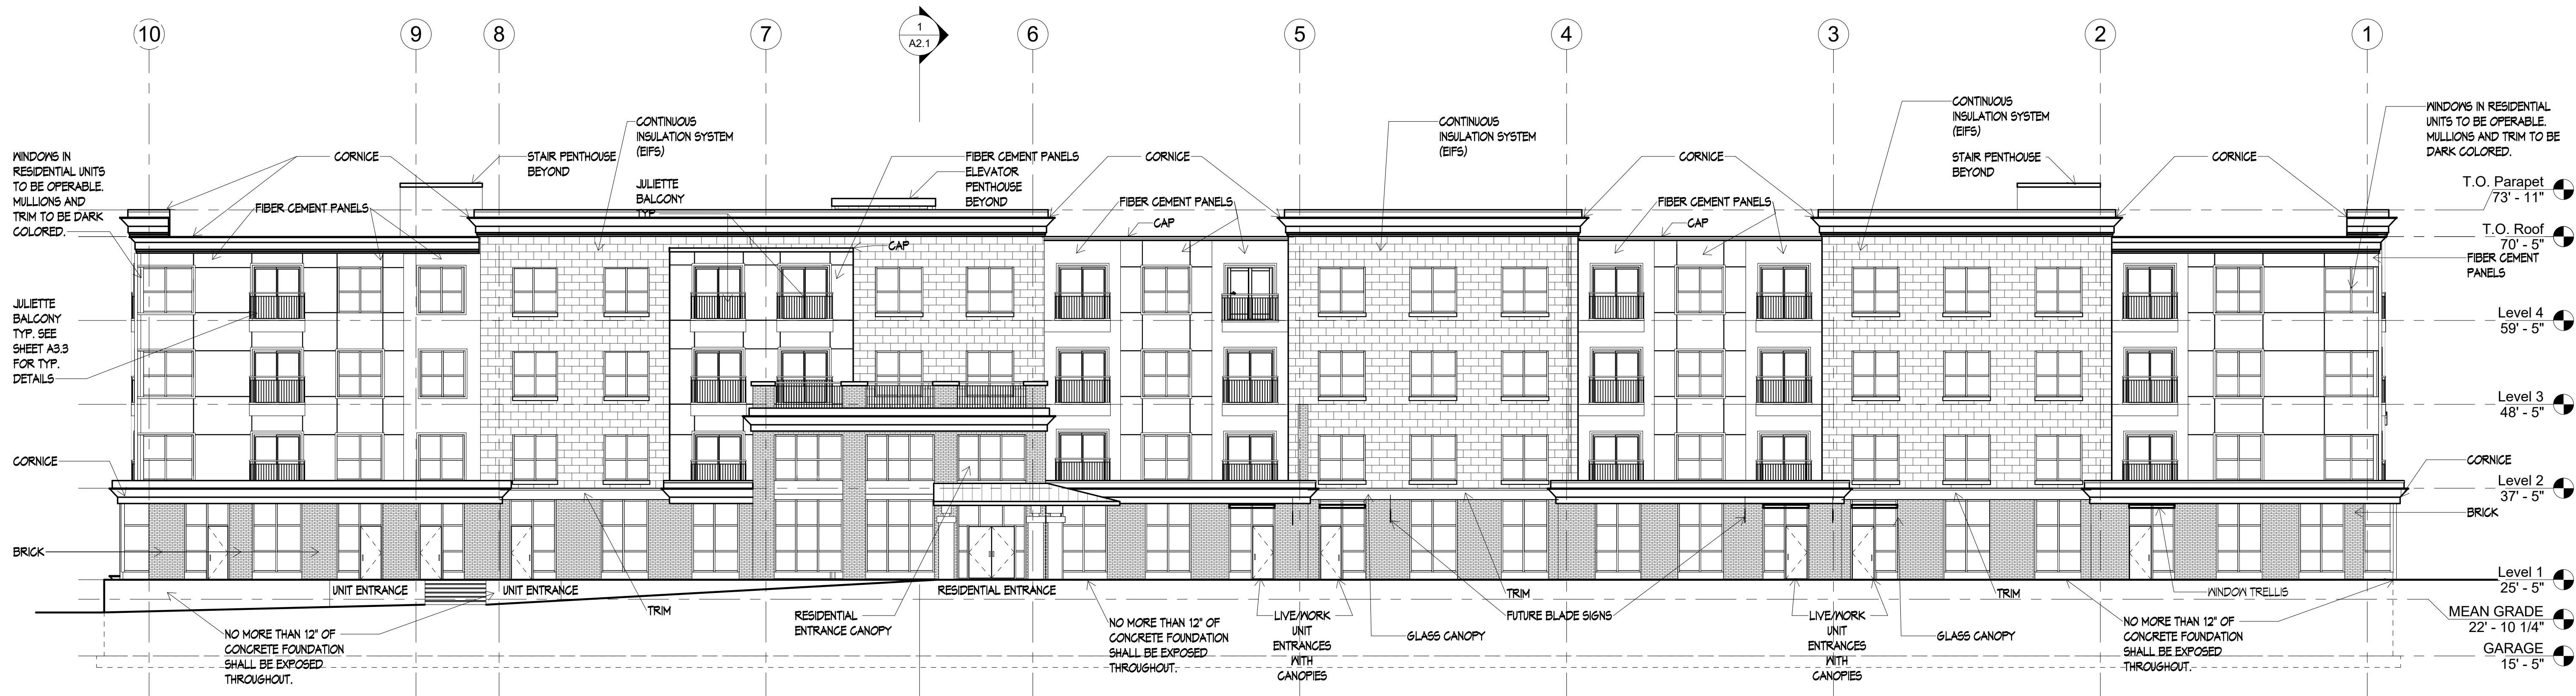 10
9
8
7
1
A2.1
6
5
4
3
2
1
WINDOWS IN
RESIDENTIAL UNITS
TO BE OPERABLE.
MULLIONS AND
TRIM TO BE DARK
COLORED.
CORNICE
FIBER CEMENT PANELS
STAIR PENTHOUSE
BEYOND
CONTINUOUS
INSULATION SYSTEM
(EIFS)
JULIETTE
BALCONY
TYP
CAP
FIBER CEMENT PANELS
ELEVATOR
PENTHOUSE
BEYOND
CORNICE
FIBER CEMENT PANELS
CAP
CONTINUOUS
INSULATION SYSTEM
(EIFS)
CORNICE
FIBER CEMENT PANELS
CAP
CONTINUOUS
INSULATION SYSTEM
(EIFS)
STAIR PENTHOUSE
BEYOND
CORNICE
WINDOWS IN RESIDENTIAL
UNITS TO BE OPERABLE.
MULLIONS AND TRIM TO BE
DARK COLORED.
T.O. Parapet
73' - 11"
T.O. Roof
70' - 5"
FIBER CEMENT
PANELS
JULIETTE
BALCONY
TYP. SEE
SHEET A3.3
FOR TYP.
DETAILS
Level 4
59' - 5"
Level 3
48' - 5"
CORNICE
CORNICE
Level 2
37' - 5"
BRICK
BRICK
Level 1
25' - 5"
UNIT ENTRANCE
UNIT ENTRANCE
RESIDENTIAL ENTRANCE
TRIM
RESIDENTIAL
ENTRANCE CANOPY
NO MORE THAN 12" OF
CONCRETE FOUNDATION
SHALL BE EXPOSED
THROUGHOUT.
NO MORE THAN 12" OF
CONCRETE FOUNDATION
SHALL BE EXPOSED
THROUGHOUT.
LIVE/WORK
UNIT
ENTRANCES
WITH
CANOPIES
GLASS CANOPY
TRIM
FUTURE BLADE SIGNS
LIVE/WORK
UNIT
ENTRANCES
WITH
CANOPIES
GLASS CANOPY
TRIM
WINDOW TRELLIS
NO MORE THAN 12" OF
CONCRETE FOUNDATION
SHALL BE EXPOSED
THROUGHOUT.
MEAN GRADE
22' - 10 1/4"
GARAGE
15' - 5"